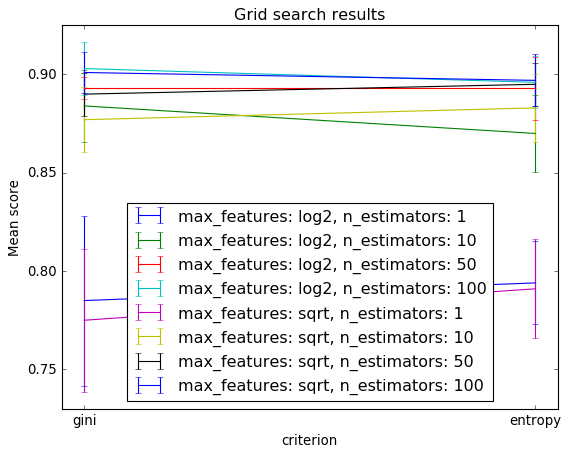 Grid search results
0.90
0.85
0.80
0.75
Mean score
max_features: log2, n_estimators: 1
max_features: log2, n_estimators: 10
max_features: log2, n_estimators: 50
max_features: log2, n_estimators: 100
max_features: sqrt, n_estimators: 1
max_features: sqrt, n_estimators: 10
max_features: sqrt, n_estimators: 50
max_features: sqrt, n_estimators: 100
gini
entropy
criterion